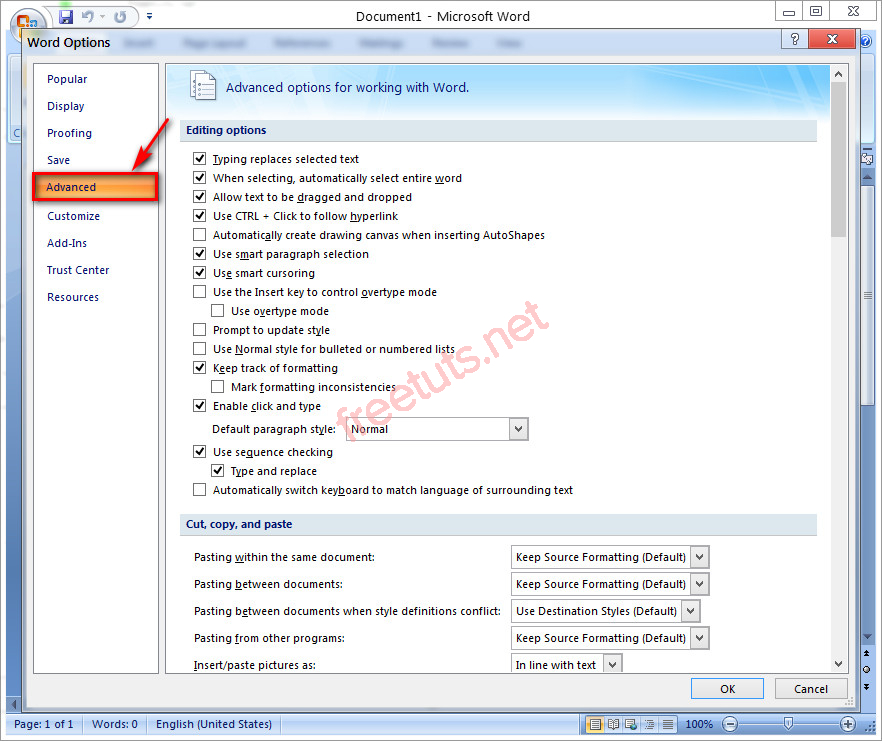 Document1 - Microsoft Word
Word Options
Insert Page Layout References Mailings Review View
Popular
Display
Proofing
Save
Advanced
Customize
Add-Ins
Trust Center
Resources
Advanced options for working with Word.
Editing options
Typing replaces selected text
When selecting, automatically select entire word
Allow text to be dragged and dropped
Use CTRL + Click to follow hyperlink
Automatically create drawing canvas when inserting AutoShapes
Use smart paragraph selection
Use smart cursoring
Use the Insert key to control overtype mode
Use overtype mode
Prompt to update style
Use Normal style for bulleted or numbered lists
Keep track of formatting
Mark formatting inconsistencies
Enable click and type
Default paragraph style: Normal
Use sequence checking
Type and replace
Automatically switch keyboard to match language of surrounding text
freetuts.net
Cut, copy, and paste
Pasting within the same document: Keep Source Formatting (Default)
Pasting between documents: Keep Source Formatting (Default)
Pasting between documents when style definitions conflict: Use Destination Styles (Default)
Pasting from other programs: Keep Source Formatting (Default)
Insert/paste pictures as: In line with text
OK Cancel
Page: 1 of 1 Words: 0 English (United States) 100%